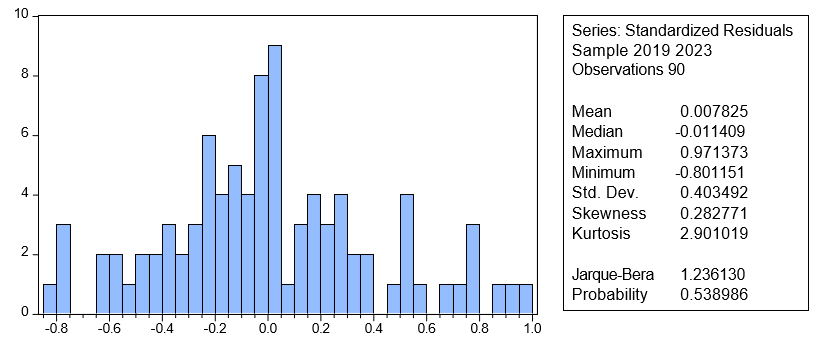 10
8
6
4
2
0
-0.8 -0.6 -0.4 -0.2 0.0 0.2 0.4 0.6 0.8 1.0
Series: Standardized Residuals
Sample 2019 2023
Observations 90
Mean 0.007825
Median -0.011409
Maximum 0.971373
Minimum -0.801151
Std. Dev. 0.403492
Skewness 0.282771
Kurtosis 2.901019
Jarque-Bera 1.236130
Probability 0.538986